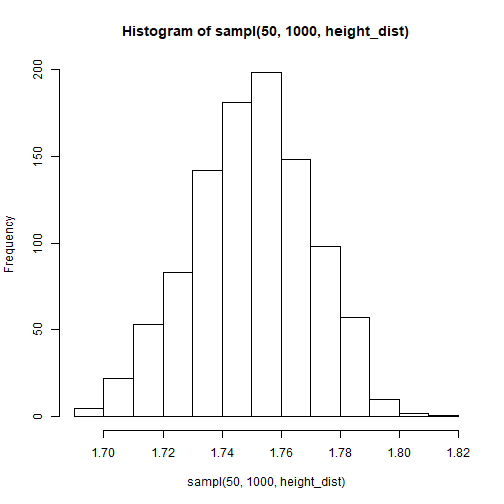 Histogram of sampl(50, 1000, height_dist)
200
150
100
50
0
Frequency
1.70 1.72 1.74 1.76 1.78 1.80 1.82
sampl(50, 1000, height_dist)